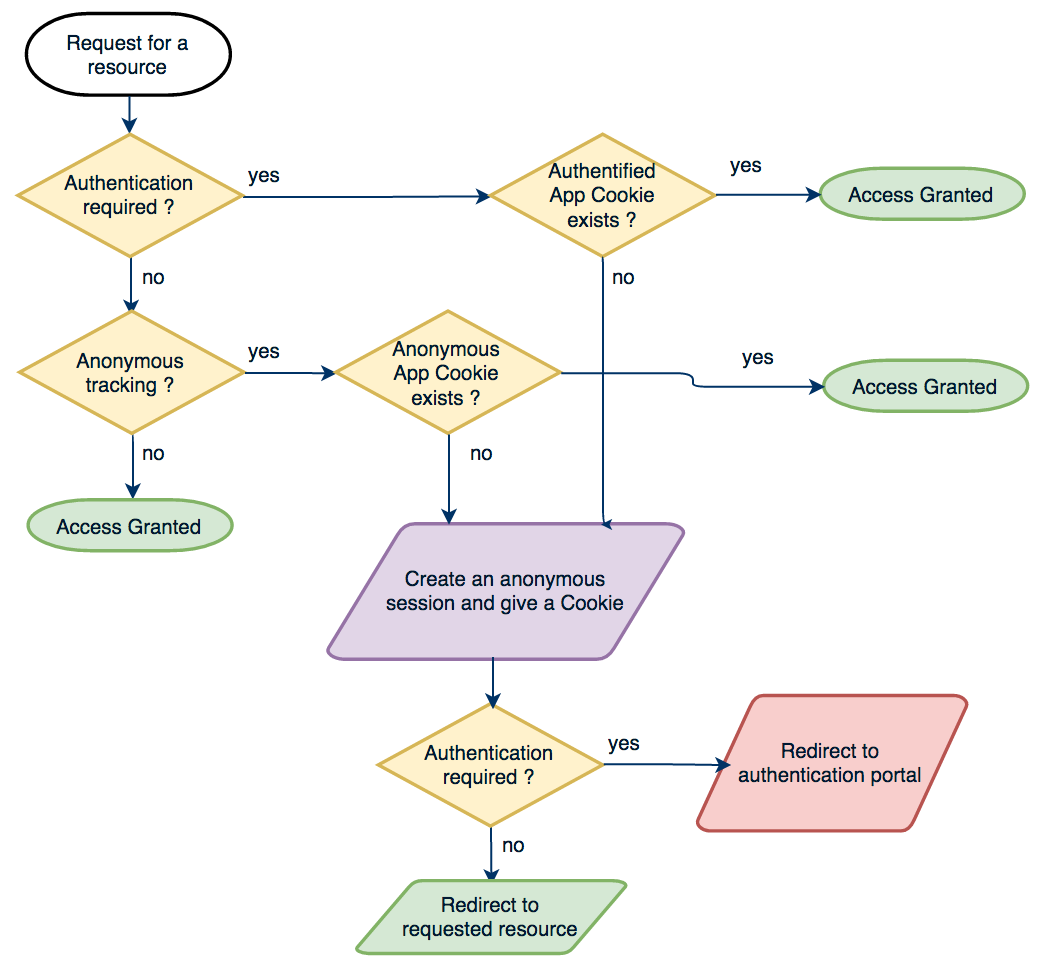 Request for a
resource
Authentication
required ?
yes
Authentified
App Cookie
exists ?
yes
Access Granted
no
no
Anonymous
tracking ?
yes
Anonymous
App Cookie
exists ?
yes
Access Granted
no
no
Access Granted
Create an anonymous
session and give a Cookie
Authentication
required ?
yes
Redirect to
authentication portal
no
Redirect to
requested resource